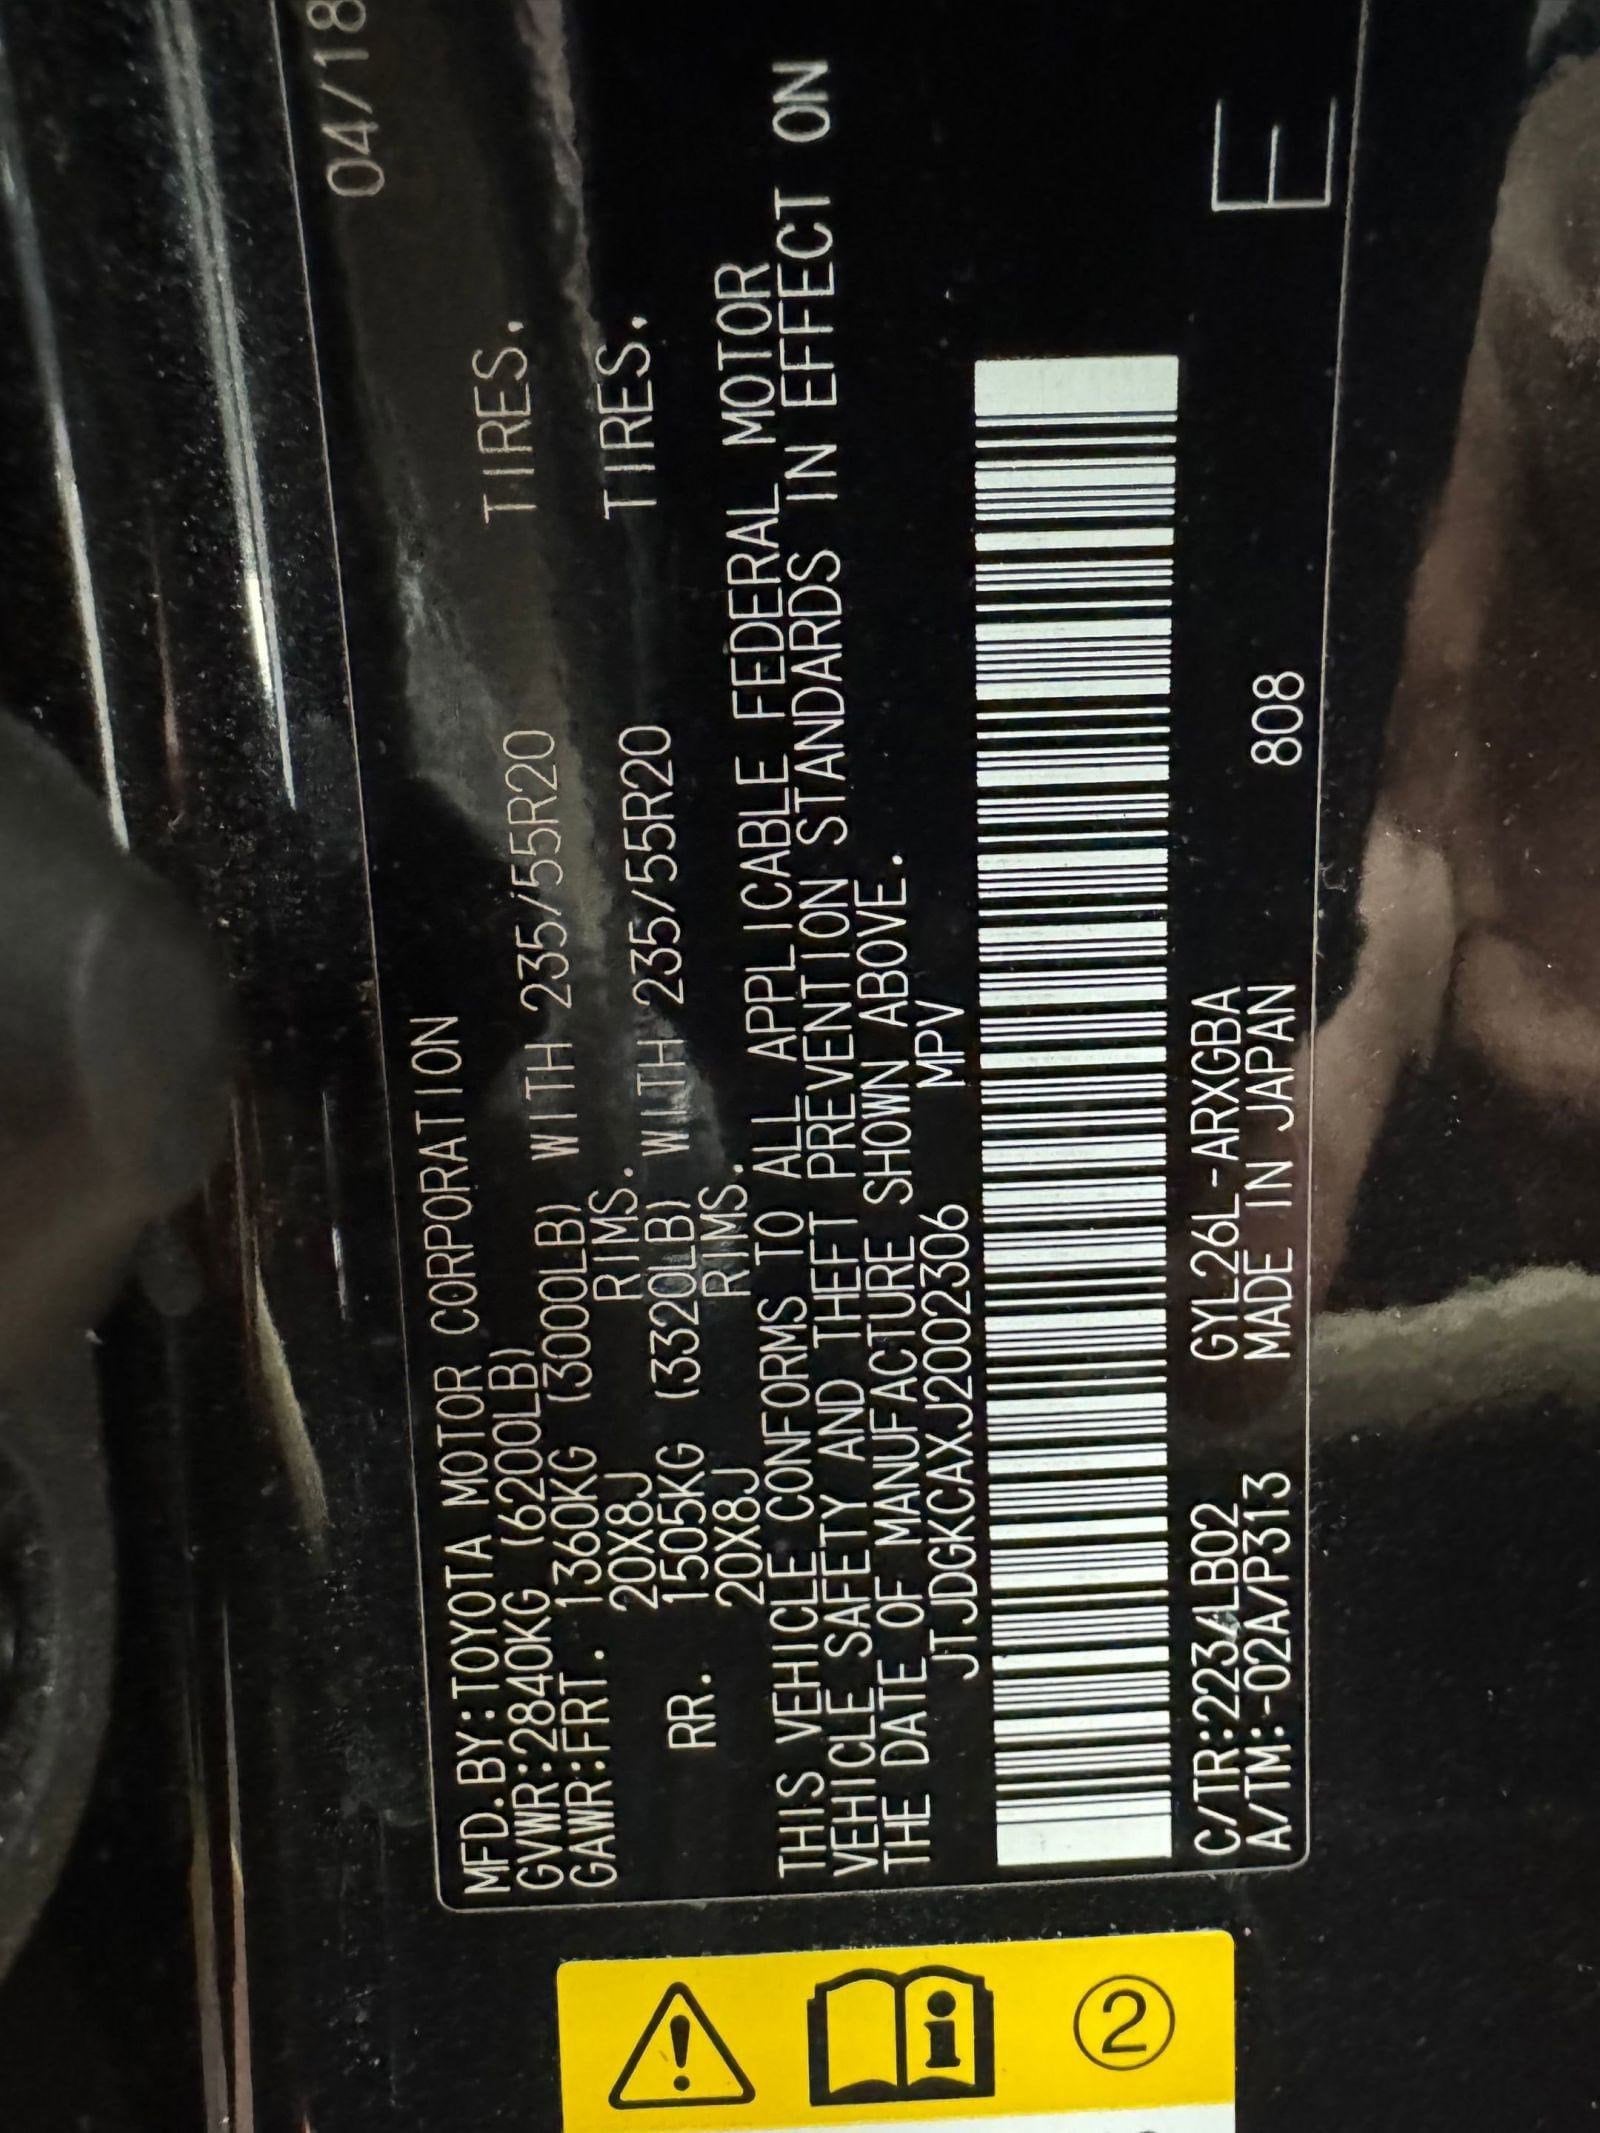 04/18
MFD.BY:TOYOTA MOTOR CORPORATION
GVWR:2840KG (6200LB)
GAWR:FRT. 1360KG (3000LB) WITH 235/55R20 TIRES.
20X8J RIMS.
RR. 1505KG (3320LB) WITH 235/55R20 TIRES.
20X8J RIMS.
THIS VEHICLE CONFORMS TO ALL APPLICABLE FEDERAL MOTOR
VEHICLE SAFETY AND THEFT PREVENTION STANDARDS IN EFFECT ON
THE DATE OF MANUFACTURE SHOWN ABOVE.
JTJDGKCAXJ2002306 MPV
C/TR:223/LB02 GYL26L-ARXGBA
A/TM:-02A/P313 MADE IN JAPAN 808
E
2